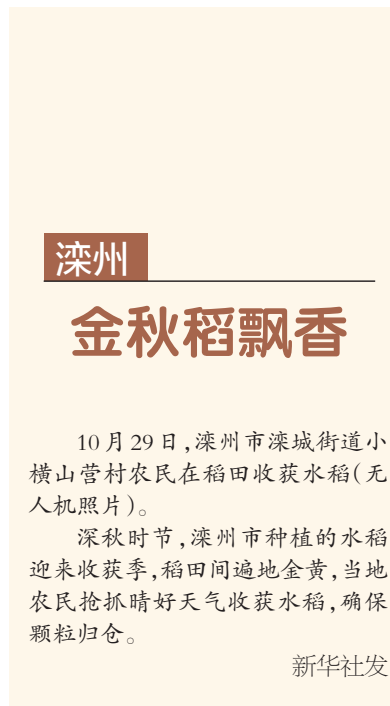 滦州
金秋稻飘香
10月29日,滦州市滦城街道小
横山营村农民在稻田收获水稻(无
人机照片)。
深秋时节,滦州市种植的水稻
迎来收获季,稻田间遍地金黄,当地
农民抢抓晴好天气收获水稻,确保
颗粒归仓。
新华社发